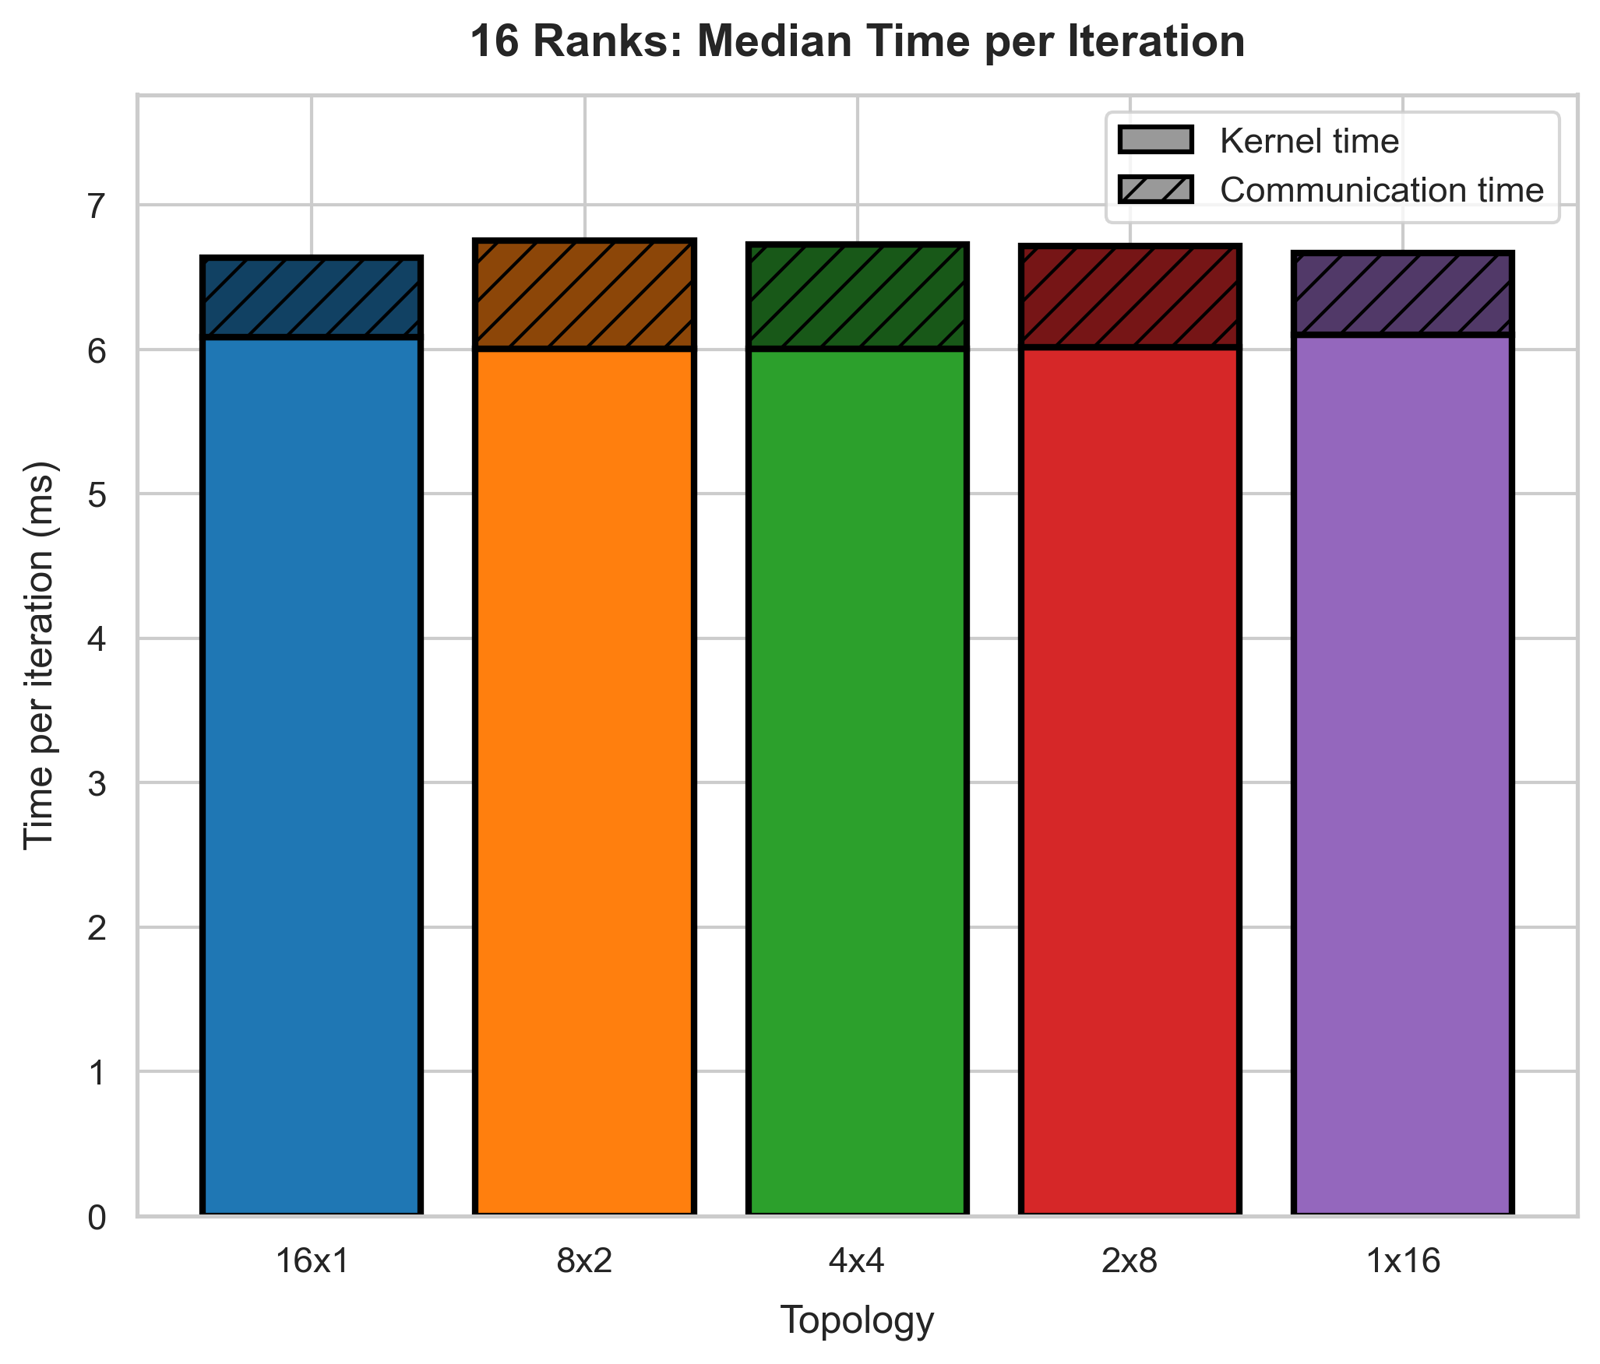 16 Ranks: Median Time per Iteration
Kernel time
Communication time
Time per iteration (ms)
7
6
5
4
3
2
1
0
16x1
8x2
4x4
2x8
1x16
Topology